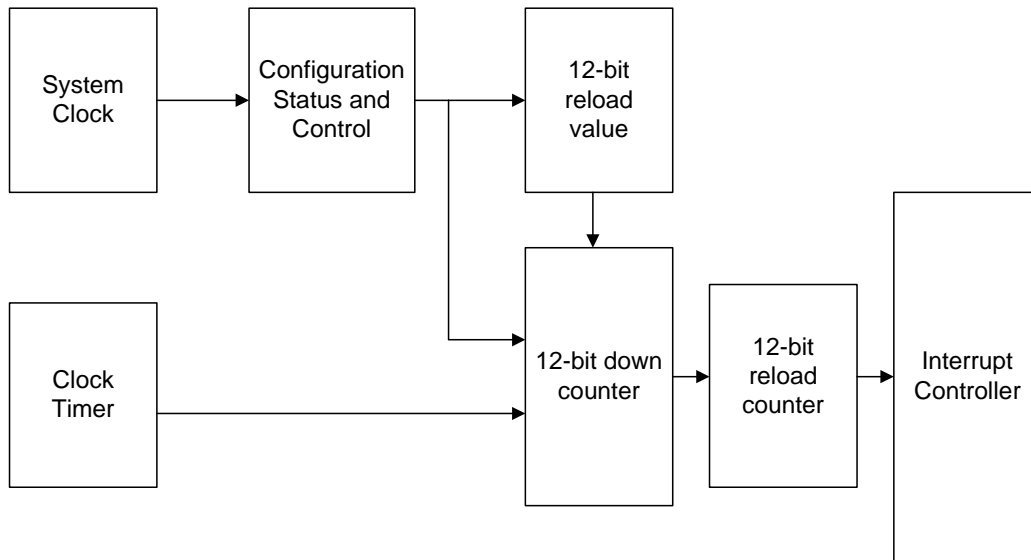 System
Clock
Configuration
Status and
Control
12-bit
reload
value
Clock
Timer
12-bit down
counter
12-bit
reload
counter
Interrupt
Controller